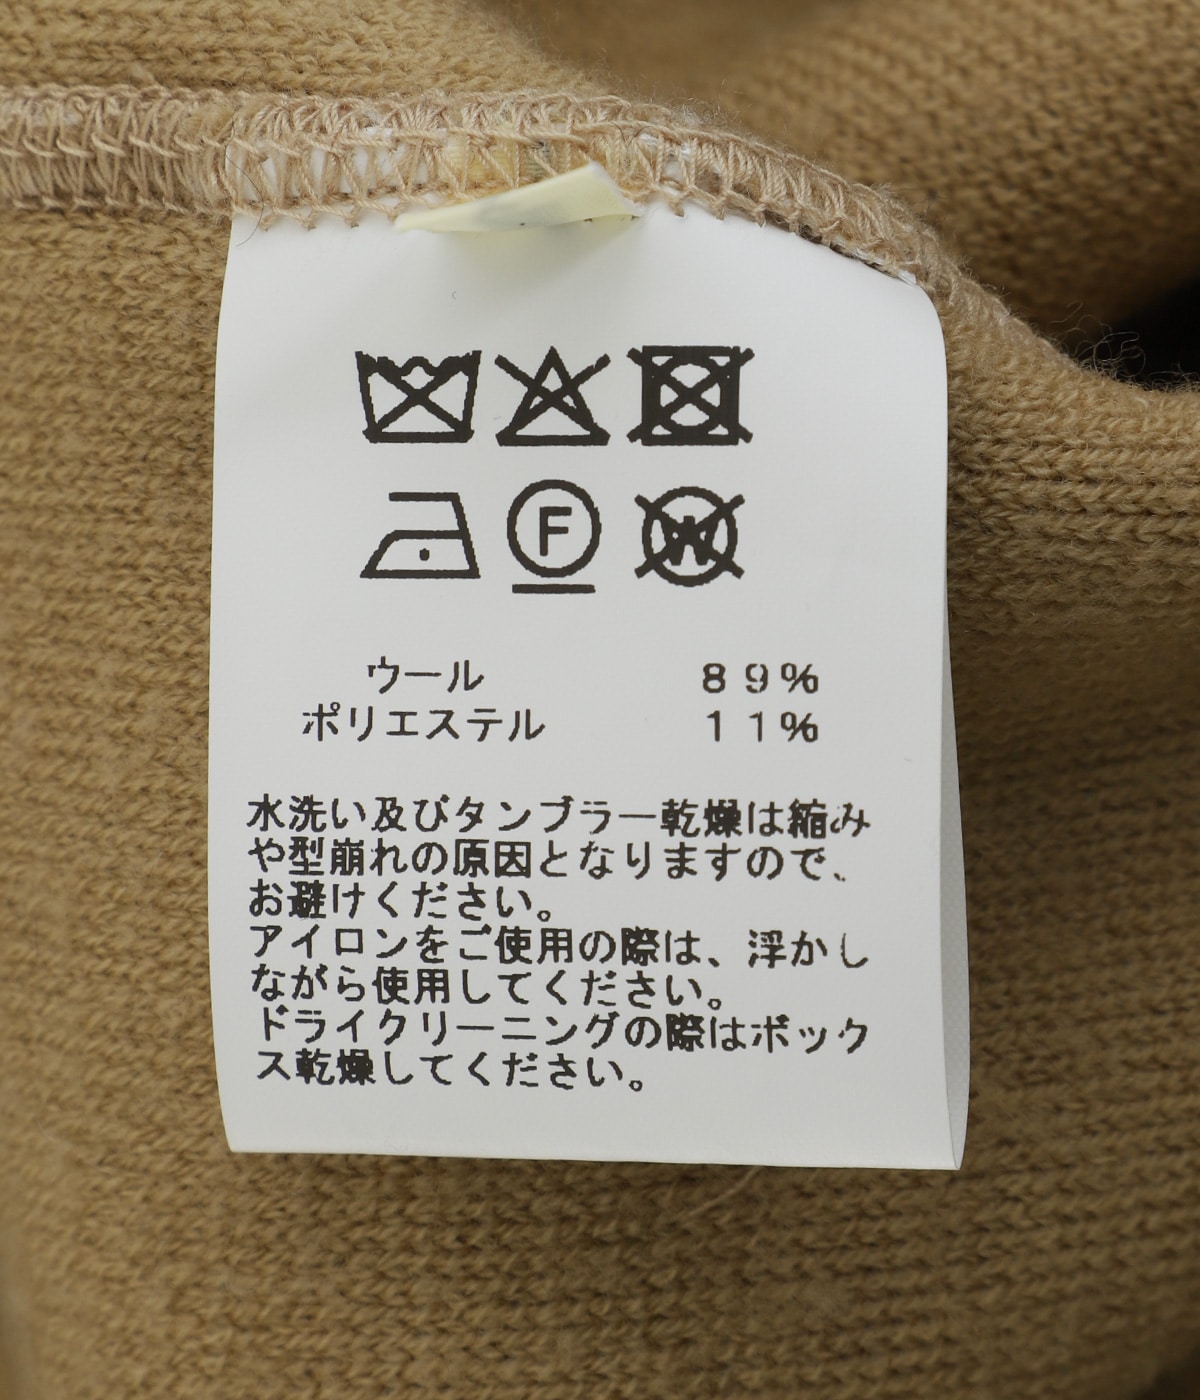 F
W
ウール 89%
ポリエステル 11%
水洗い及びタンブラー乾燥は縮み
や型崩れの原因となりますので、
お避けください。
アイロンをご使用の際は、浮かし
ながら使用してください。
ドライクリーニングの際はボック
ス乾燥してください。